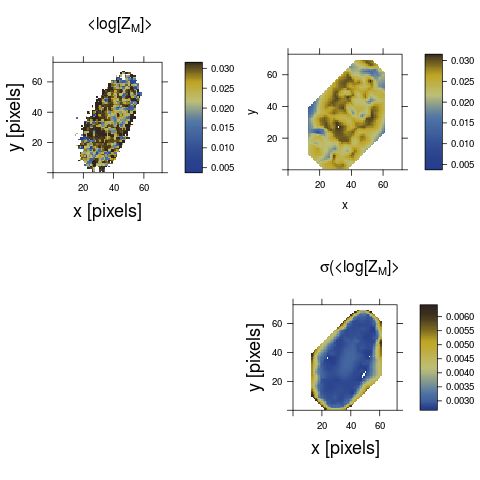 <log[Z_M]>
60
40
20
20 40 60
y [pixels]
x [pixels]
0.030
0.025
0.020
0.015
0.010
0.005
60
40
20
20 40 60
y
x
0.030
0.025
0.020
0.015
0.010
0.005
σ(<log[Z_M]>
60
40
20
20 40 60
y [pixels]
x [pixels]
0.0060
0.0055
0.0050
0.0045
0.0040
0.0035
0.0030